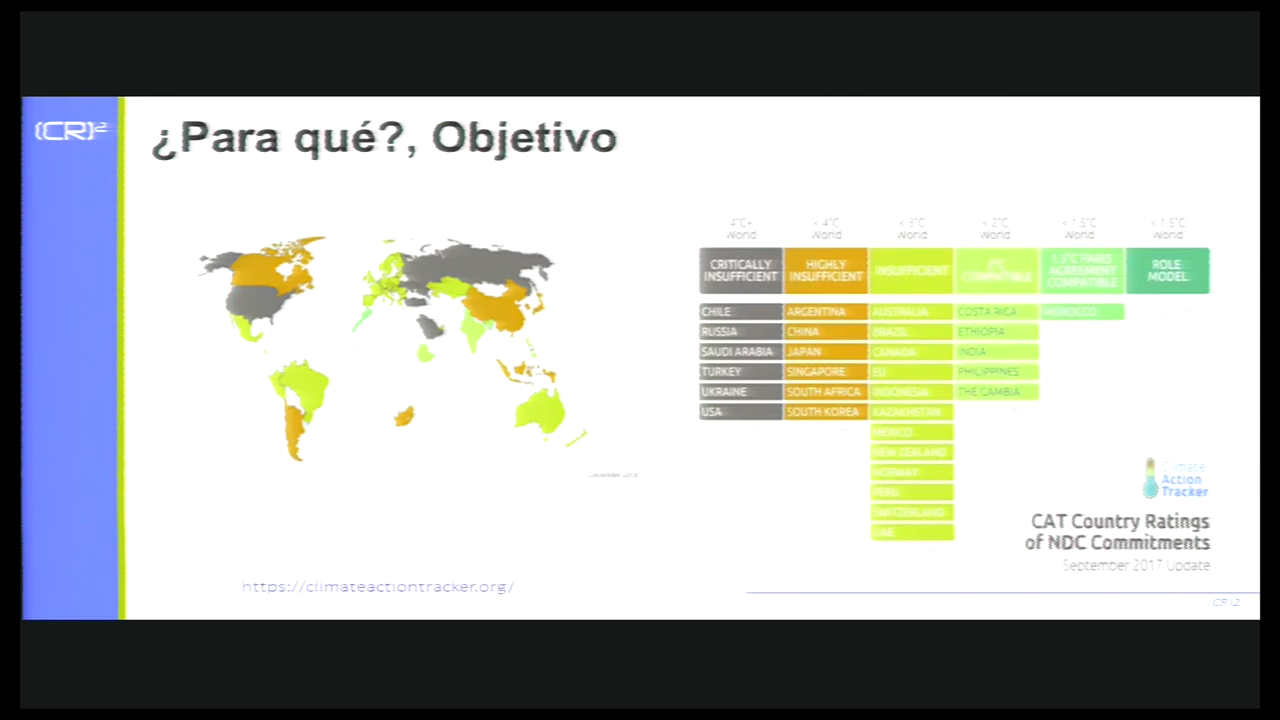 (CR)²
¿Para qué?, Objetivo
4°C+
World
< 4°C
World
< 3°C
World
< 2°C
World
< 1.5°C
World
< 1.5°C
World
CRITICALLY
INSUFFICIENT
HIGHLY
INSUFFICIENT
INSUFFICIENT
2°C
COMPATIBLE
1.5°C PARIS
AGREEMENT
COMPATIBLE
ROLE
MODEL
CHILE
RUSSIA
SAUDI ARABIA
TURKEY
UKRAINE
USA
ARGENTINA
CHINA
JAPAN
SINGAPORE
SOUTH AFRICA
SOUTH KOREA
AUSTRALIA
BRAZIL
CANADA
EU
INDONESIA
KAZAKHSTAN
MEXICO
NEW ZEALAND
NORWAY
PERU
SWITZERLAND
UAE
COSTA RICA
ETHIOPIA
INDIA
PHILIPPINES
THE GAMBIA
MOROCCO
Climate
Action
Tracker
CAT Country Ratings
of NDC Commitments
September 2017 Update
https://climateactiontracker.org/